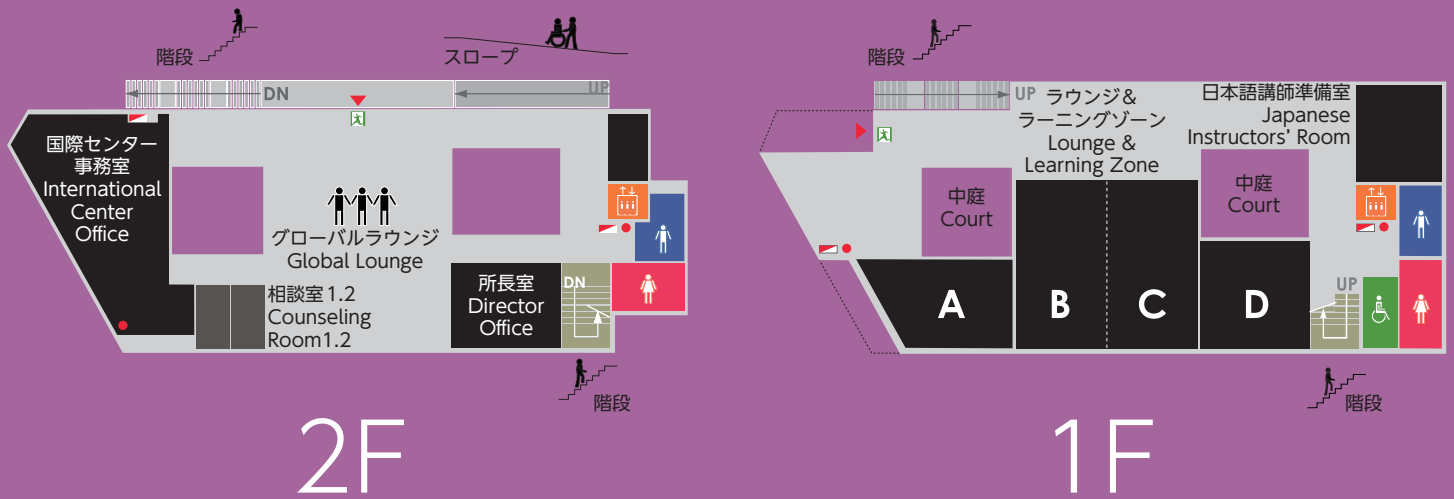 階段
スロープ
DN
UP
国際センター
事務室
International
Center
Office
グローバルラウンジ
Global Lounge
相談室1.2
Counseling
Room1.2
所長室
Director
Office
DN
階段
2F
階段
UP
ラウンジ＆
ラーニングゾーン
Lounge &
Learning Zone
日本語講師準備室
Japanese
Instructors' Room
中庭
Court
中庭
Court
A
B
C
D
UP
階段
1F